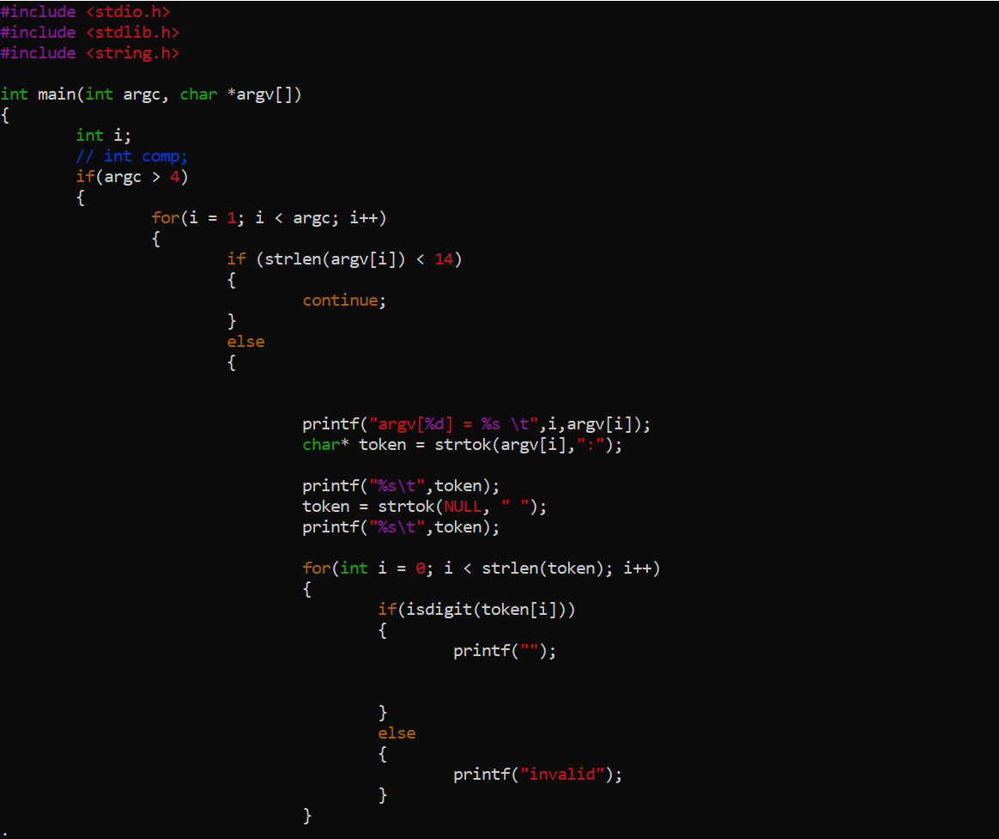 #include <stdio.h>
#include <stdlib.h>
#include <string.h>
int main(int argc, char *argv[])
{
int i;
// int comp;
if(argc > 4)
{
for(i = 1; i < argc; i++)
{
if (strlen(argv[i]) < 14)
{
continue;
}
else
{
printf("argv[%d] = %s \t",i,argv[i]);
char* token = strtok(argv[i],":");
printf("%s\t",token);
token = strtok(NULL, " ");
printf("%s\t",token);
for(int i = 0; i < strlen(token); i++)
{
if(isdigit(token[i]))
{
printf("");
}
else
{
printf("invalid");
}
}
.